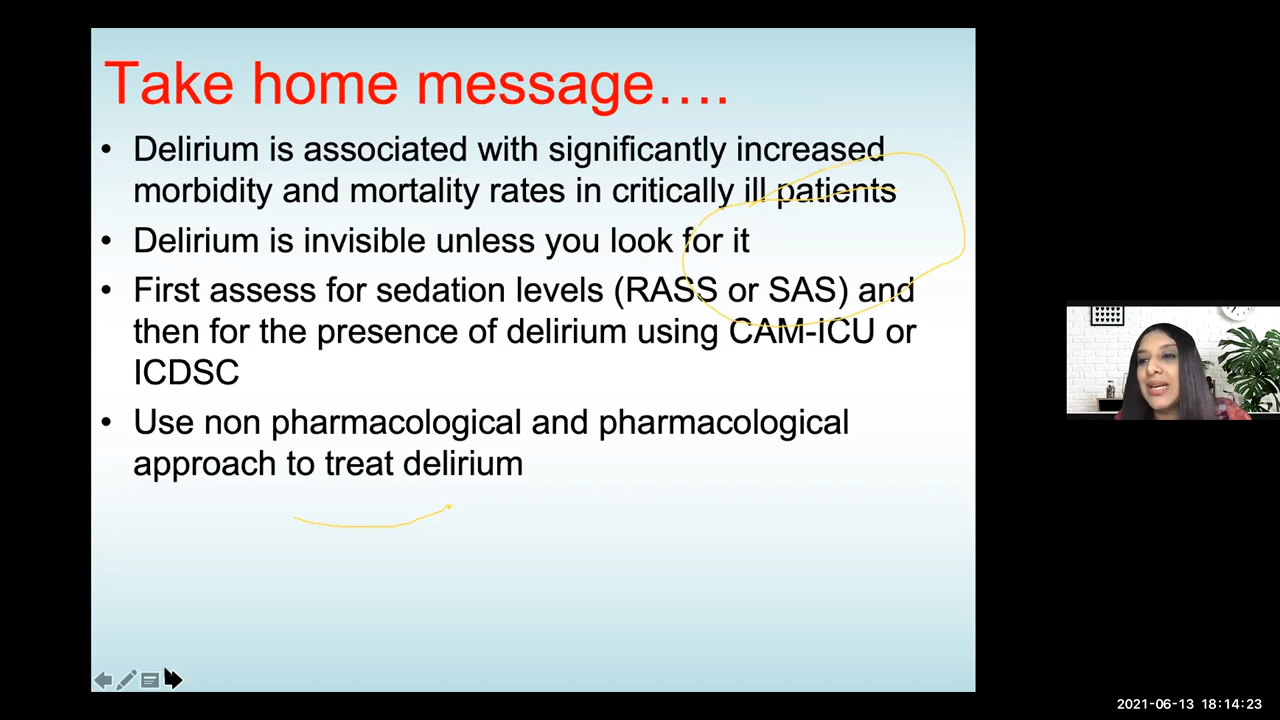 Take home message….
• Delirium is associated with significantly increased
morbidity and mortality rates in critically ill patients
• Delirium is invisible unless you look for it
• First assess for sedation levels (RASS or SAS) and
then for the presence of delirium using CAM-ICU or
ICDSC
• Use non pharmacological and pharmacological
approach to treat delirium
2021-06-13 18:14:23